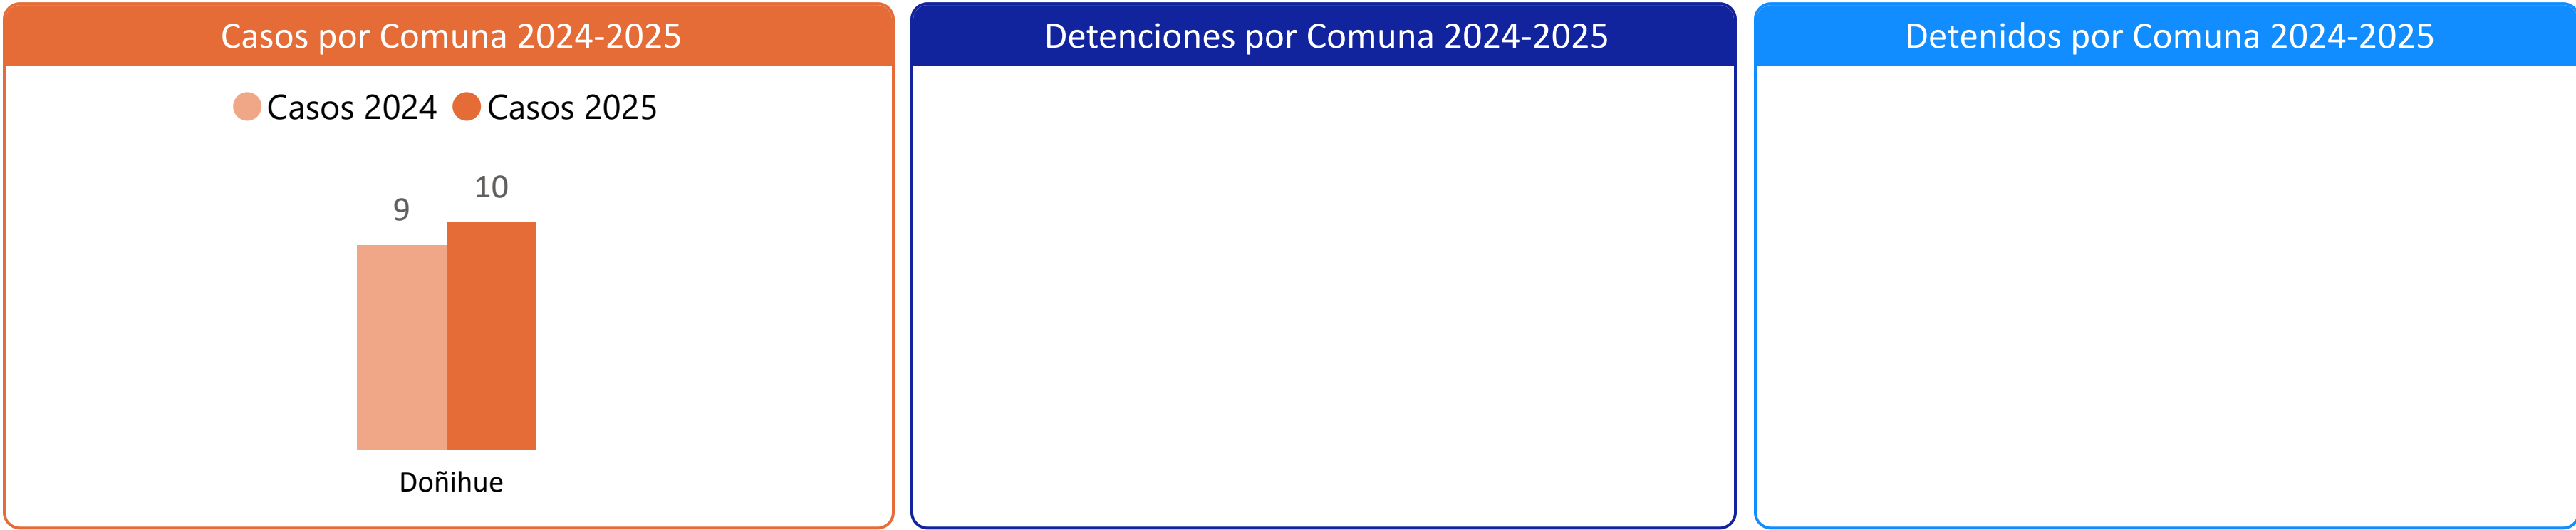 Casos por Comuna 2024-2025
Casos 2024 Casos 2025
9
10
Doñihue
Detenciones por Comuna 2024-2025
Detenidos por Comuna 2024-2025